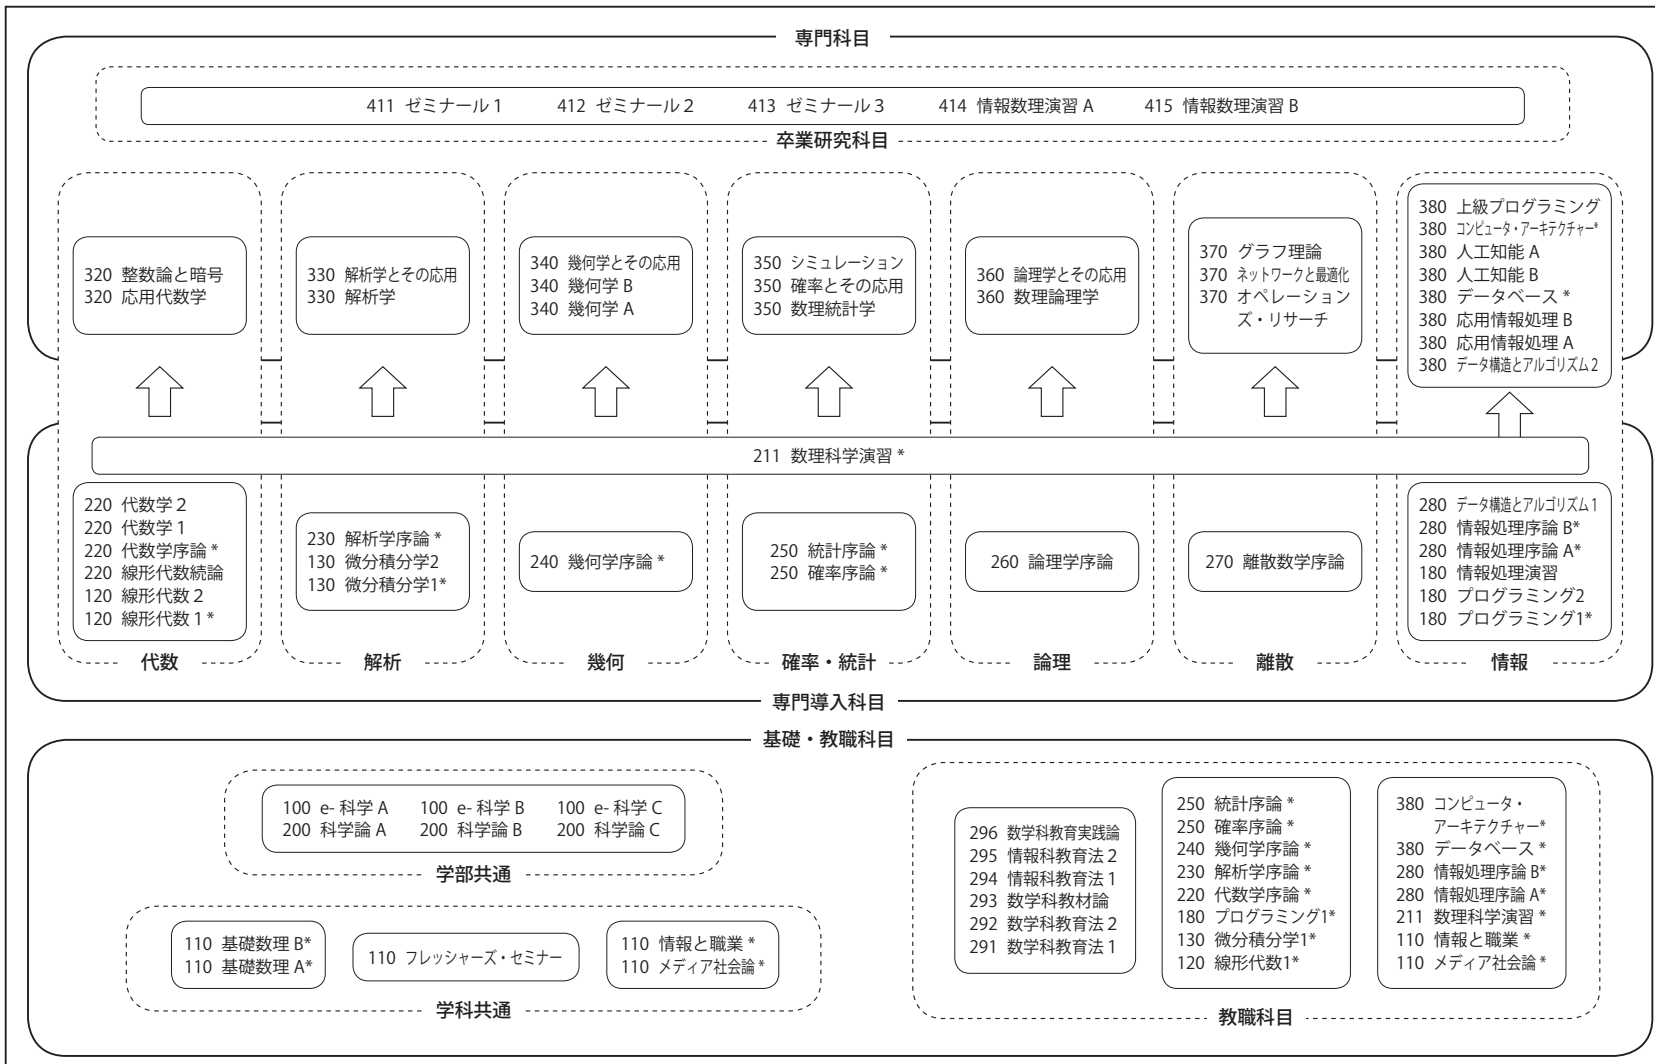 専門科目
411 ゼミナール 1 412 ゼミナール 2 413 ゼミナール 3 414 情報数理演習 A 415 情報数理演習 B
卒業研究科目
320 整数論と暗号
320 応用代数学
330 解析学とその応用
330 解析学
340 幾何学とその応用
340 幾何学 B
340 幾何学 A
350 シミュレーション
350 確率とその応用
350 数理統計学
360 論理学とその応用
360 数理論理学
370 グラフ理論
370 ネットワークと最適化
370 オペレーション
ズ・リサーチ
380 上級プログラミング
380 コンピュータ・アーキテクチャー*
380 人工知能 A
380 人工知能 B
380 データベース *
380 応用情報処理 B
380 応用情報処理 A
380 データ構造とアルゴリズム2
211 数理科学演習 *
220 代数学 2
220 代数学 1
220 代数学序論 *
220 線形代数続論
120 線形代数 2
120 線形代数 1 *
230 解析学序論 *
130 微分積分学2
130 微分積分学1*
240 幾何学序論 *
250 統計序論 *
250 確率序論 *
260 論理学序論
270 離散数学序論
280 データ構造とアルゴリズム1
280 情報処理序論 B*
280 情報処理序論 A*
180 情報処理演習
180 プログラミング2
180 プログラミング1*
代数 解析 幾何 確率・統計 論理 離散 情報
専門導入科目
基礎・教職科目
100 e- 科学 A 100 e- 科学 B 100 e- 科学 C
200 科学論 A 200 科学論 B 200 科学論 C
学部共通
110 基礎数理 B*
110 基礎数理 A*
110 フレッシャーズ・セミナー
110 情報と職業 *
110 メディア社会論 *
学科共通
296 数学科教育実践論
295 情報科教育法 2
294 情報科教育法 1
293 数学科教材論
292 数学科教育法 2
291 数学科教育法 1
250 統計序論 *
250 確率序論 *
240 幾何学序論 *
230 解析学序論 *
220 代数学序論 *
180 プログラミング1*
130 微分積分学1*
120 線形代数1*
380 コンピュータ・
アーキテクチャー*
380 データベース *
280 情報処理序論 B*
280 情報処理序論 A*
211 数理科学演習 *
110 情報と職業 *
110 メディア社会論 *
教職科目